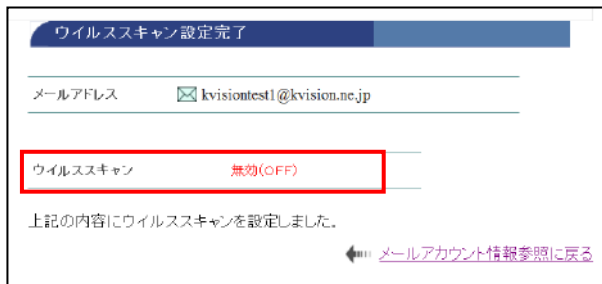 ウイルススキャン設定完了
メールアドレス kvisiontest1@kvision.ne.jp
ウイルススキャン 無効(OFF)
上記の内容にウイルススキャンを設定しました。
メールアカウント情報参照に戻る